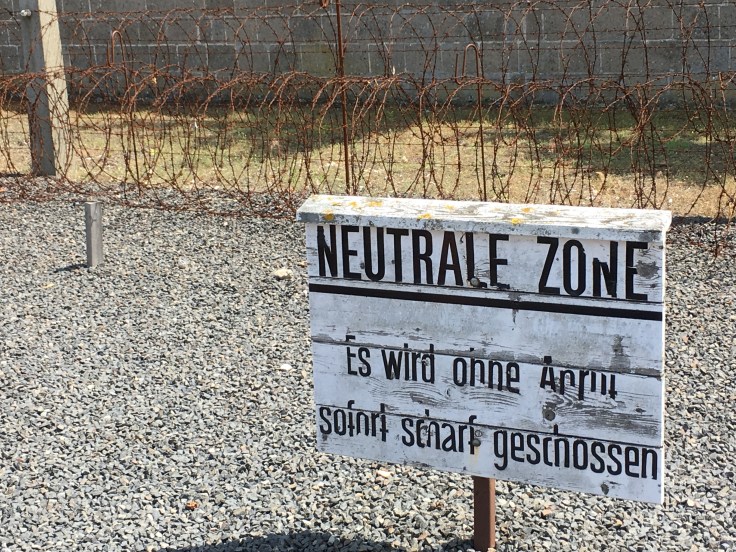 NEUTRALE ZONE
Es wird ohne Anruf
sofort scharf geschossen